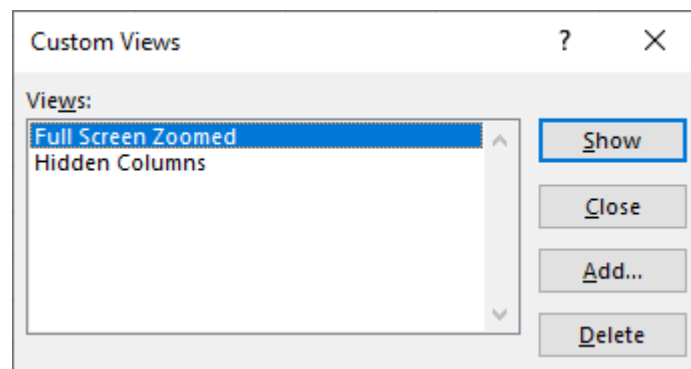 Custom Views ?
Views:
Full Screen Zoomed
Hidden Columns
Show
Close
Add...
Delete